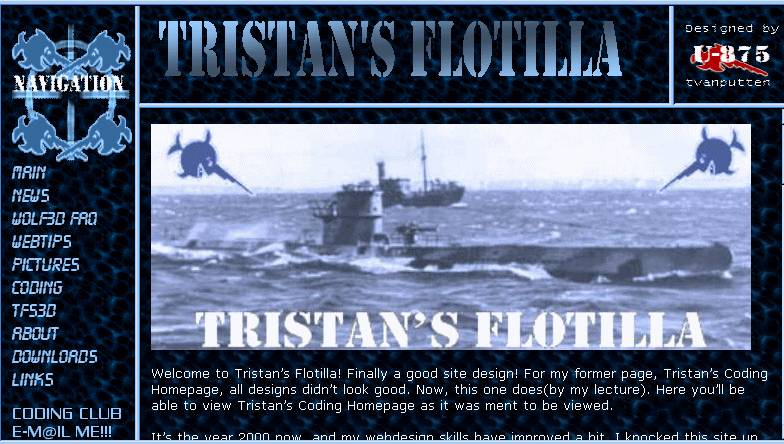 TRISTAN'S FLOTILLA
Designed by
U-875
tvanputten
NAVIGATION
MAIN
NEWS
WOLF3D FAQ
WEBTIPS
PICTURES
CODING
TFS3D
ABOUT
DOWNLOADS
LINKS
CODING CLUB
E-M@IL ME!!!
TRISTAN'S FLOTILLA
Welcome to Tristan's Flotilla! Finally a good site design! For my former page, Tristan's Coding
Homepage, all designs didn't look good. Now, this one does(by my lecture). Here you'll be
able to view Tristan's Coding Homepage as it was ment to be viewed.
It's the year 2000 now, and my webdesign skills have improved a bit. I knocked this site up